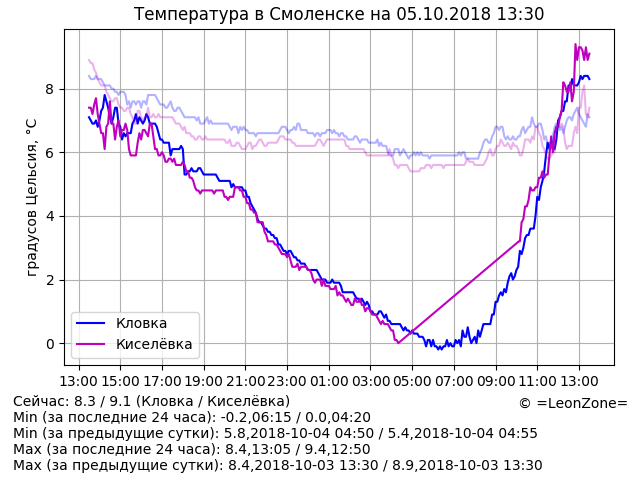 Температура в Смоленске на 05.10.2018 13:30
градусов Цельсия, °C
8
6
4
2
0
Кловка
Киселёвка
13:00 15:00 17:00 19:00 21:00 23:00 01:00 03:00 05:00 07:00 09:00 11:00 13:00
Сейчас: 8.3 / 9.1 (Кловка / Киселёвка)
© =LeonZone=
Min (за последние 24 часа): -0.2,06:15 / 0.0,04:20
Min (за предыдущие сутки): 5.8,2018-10-04 04:50 / 5.4,2018-10-04 04:55
Max (за последние 24 часа): 8.4,13:05 / 9.4,12:50
Max (за предыдущие сутки): 8.4,2018-10-03 13:30 / 8.9,2018-10-03 13:30